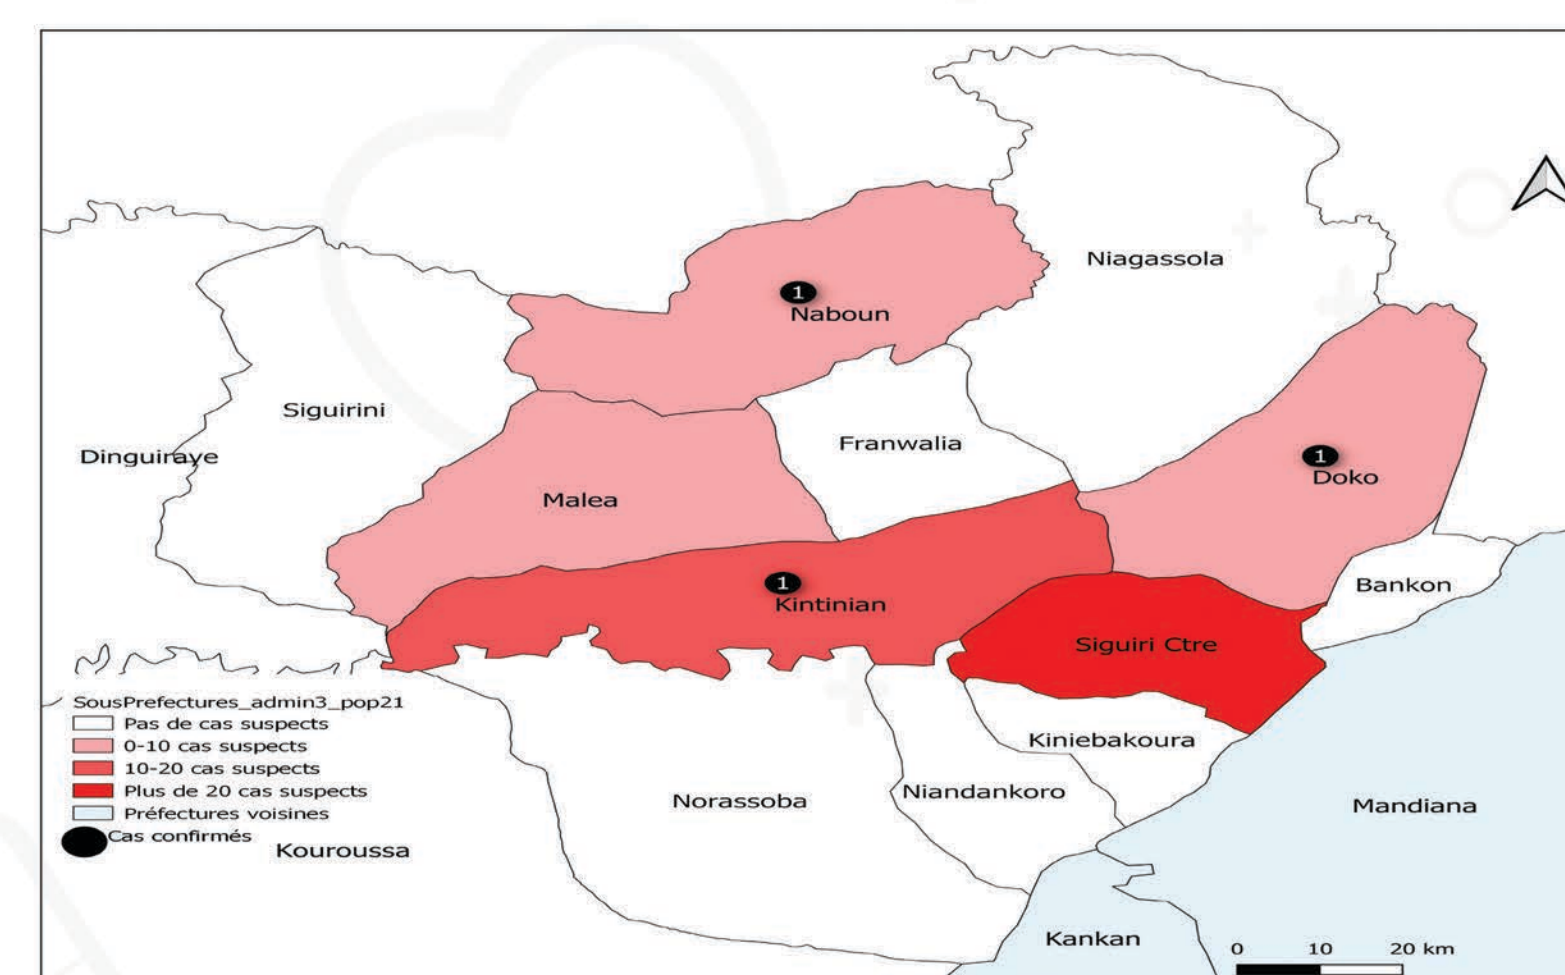 Niagassola
1
Naboun
Siguirini
Franwalia
Dinguiraye
1
Doko
Malea
1
Kintinian
Bankon
Siguiri Ctre
SousPrefectures_admin3_pop21
Pas de cas suspects
0-10 cas suspects
10-20 cas suspects
Plus de 20 cas suspects
Préfectures voisines
Cas confirmés
Kouroussa
Kiniebakoura
Niandankoro
Norassoba
Mandiana
Kankan
0 10 20 km